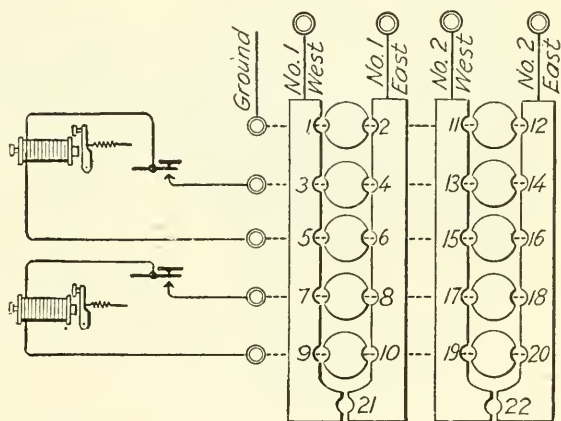 Ground
No. 1 West
No. 1 East
No. 2 West
No. 2 East
1 2 11 12
3 4 13 14
5 6 15 16
7 8 17 18
9 10 19 20
21 22